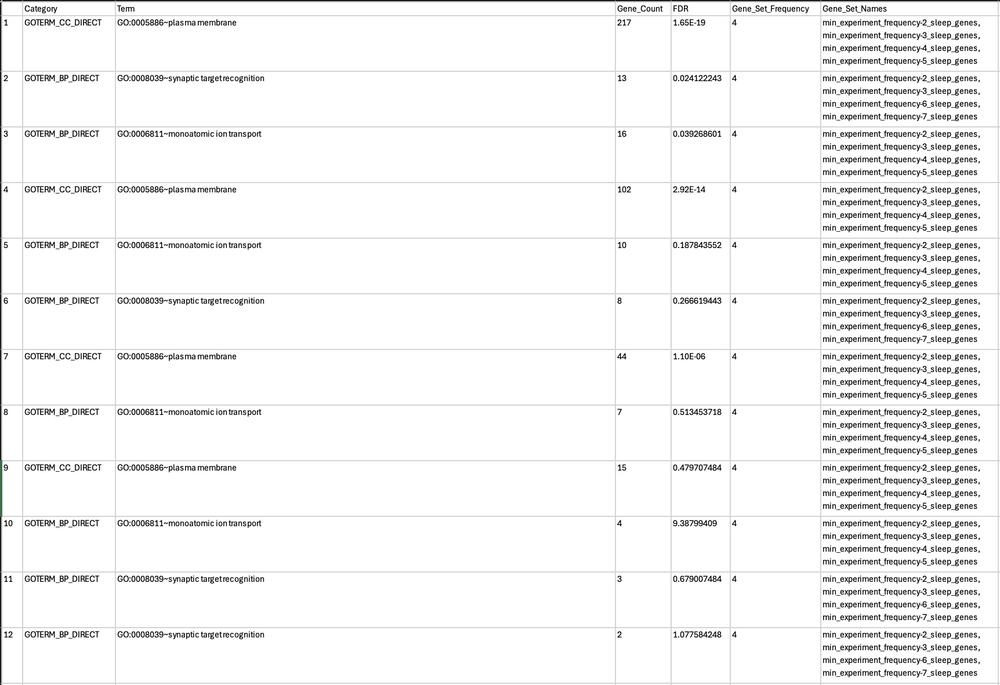 Category Term Gene_Count FDR Gene_Set_Frequency Gene_Set_Names
1 GOTERM_CC_DIRECT GO:0005886~plasma membrane 217 1.65E-19 4 min_experiment_frequency-2_sleep_genes,
min_experiment_frequency-3_sleep_genes,
min_experiment_frequency-4_sleep_genes,
min_experiment_frequency-5_sleep_genes
2 GOTERM_BP_DIRECT GO:0008039~synaptic target recognition 13 0.024122243 4 min_experiment_frequency-2_sleep_genes,
min_experiment_frequency-3_sleep_genes,
min_experiment_frequency-6_sleep_genes,
min_experiment_frequency-7_sleep_genes
3 GOTERM_BP_DIRECT GO:0006811~monoatomic ion transport 16 0.039268601 4 min_experiment_frequency-2_sleep_genes,
min_experiment_frequency-3_sleep_genes,
min_experiment_frequency-4_sleep_genes,
min_experiment_frequency-5_sleep_genes
4 GOTERM_CC_DIRECT GO:0005886~plasma membrane 102 2.92E-14 4 min_experiment_frequency-2_sleep_genes,
min_experiment_frequency-3_sleep_genes,
min_experiment_frequency-4_sleep_genes,
min_experiment_frequency-5_sleep_genes
5 GOTERM_BP_DIRECT GO:0006811~monoatomic ion transport 10 0.187843552 4 min_experiment_frequency-2_sleep_genes,
min_experiment_frequency-3_sleep_genes,
min_experiment_frequency-4_sleep_genes,
min_experiment_frequency-5_sleep_genes
6 GOTERM_BP_DIRECT GO:0008039~synaptic target recognition 8 0.266619443 4 min_experiment_frequency-2_sleep_genes,
min_experiment_frequency-3_sleep_genes,
min_experiment_frequency-6_sleep_genes,
min_experiment_frequency-7_sleep_genes
7 GOTERM_CC_DIRECT GO:0005886~plasma membrane 44 1.10E-06 4 min_experiment_frequency-2_sleep_genes,
min_experiment_frequency-3_sleep_genes,
min_experiment_frequency-4_sleep_genes,
min_experiment_frequency-5_sleep_genes
8 GOTERM_BP_DIRECT GO:0006811~monoatomic ion transport 7 0.513453718 4 min_experiment_frequency-2_sleep_genes,
min_experiment_frequency-3_sleep_genes,
min_experiment_frequency-4_sleep_genes,
min_experiment_frequency-5_sleep_genes
9 GOTERM_CC_DIRECT GO:0005886~plasma membrane 15 0.479707484 4 min_experiment_frequency-2_sleep_genes,
min_experiment_frequency-3_sleep_genes,
min_experiment_frequency-4_sleep_genes,
min_experiment_frequency-5_sleep_genes
10 GOTERM_BP_DIRECT GO:0006811~monoatomic ion transport 4 9.38799409 4 min_experiment_frequency-2_sleep_genes,
min_experiment_frequency-3_sleep_genes,
min_experiment_frequency-4_sleep_genes,
min_experiment_frequency-5_sleep_genes
11 GOTERM_BP_DIRECT GO:0008039~synaptic target recognition 3 0.679007484 4 min_experiment_frequency-2_sleep_genes,
min_experiment_frequency-3_sleep_genes,
min_experiment_frequency-6_sleep_genes,
min_experiment_frequency-7_sleep_genes
12 GOTERM_BP_DIRECT GO:0008039~synaptic target recognition 2 1.077584248 4 min_experiment_frequency-2_sleep_genes,
min_experiment_frequency-3_sleep_genes,
min_experiment_frequency-6_sleep_genes,
min_experiment_frequency-7_sleep_genes